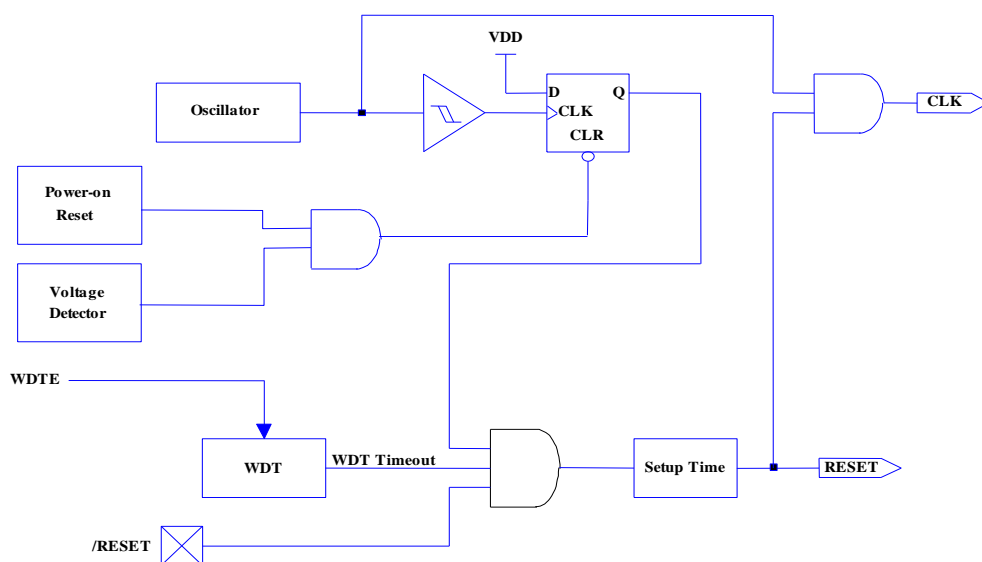 VDD
Oscillator
D
Q
CLK
CLR
CLK
Power-on
Reset
Voltage
Detector
WDTE
WDT
WDT Timeout
Setup Time
RESET
/RESET